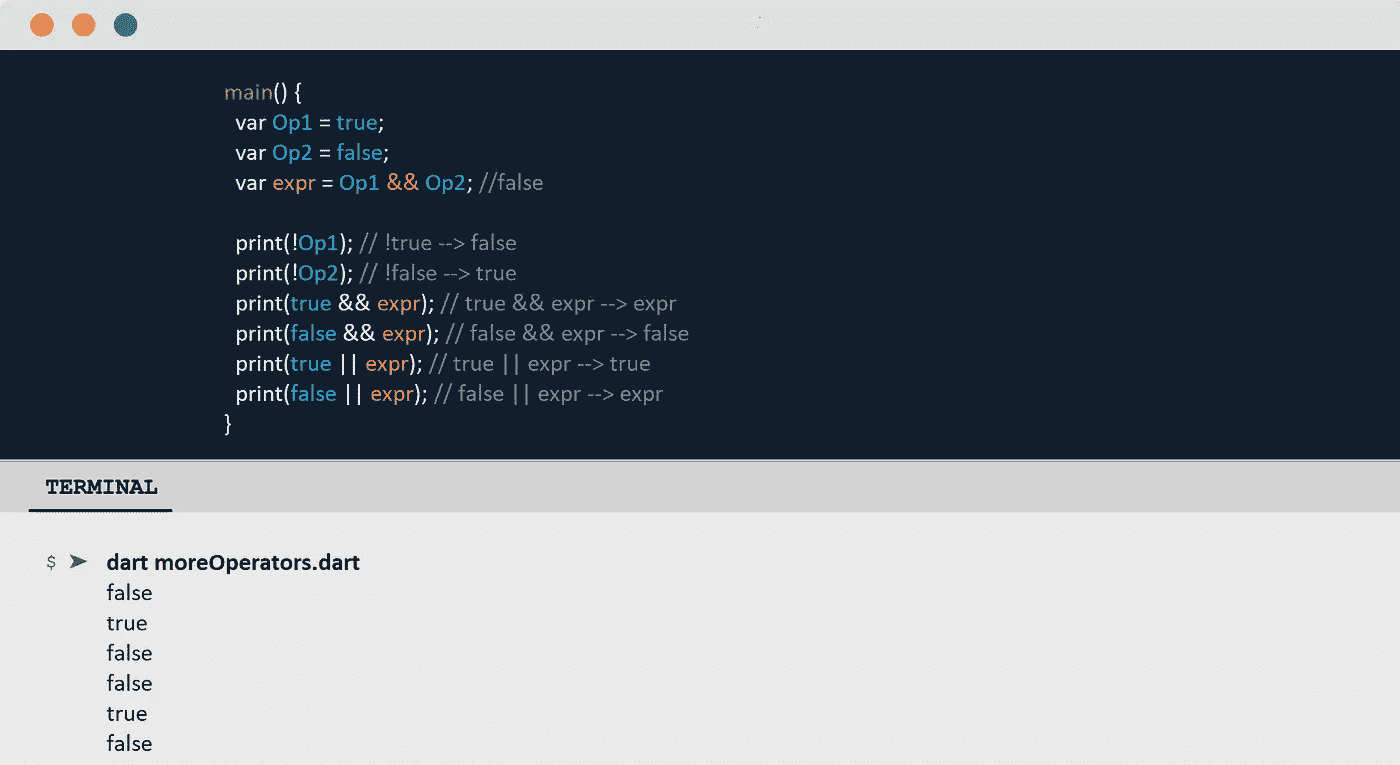 main() {
var Op1 = true;
var Op2 = false;
var expr = Op1 && Op2; //false
print(!Op1); // !true --> false
print(!Op2); // !false --> true
print(true && expr); // true && expr --> expr
print(false && expr); // false && expr --> false
print(true || expr); // true || expr --> true
print(false || expr); // false || expr --> expr
}
TERMINAL
$ ➤ dart moreOperators.dart
false
true
false
false
true
false